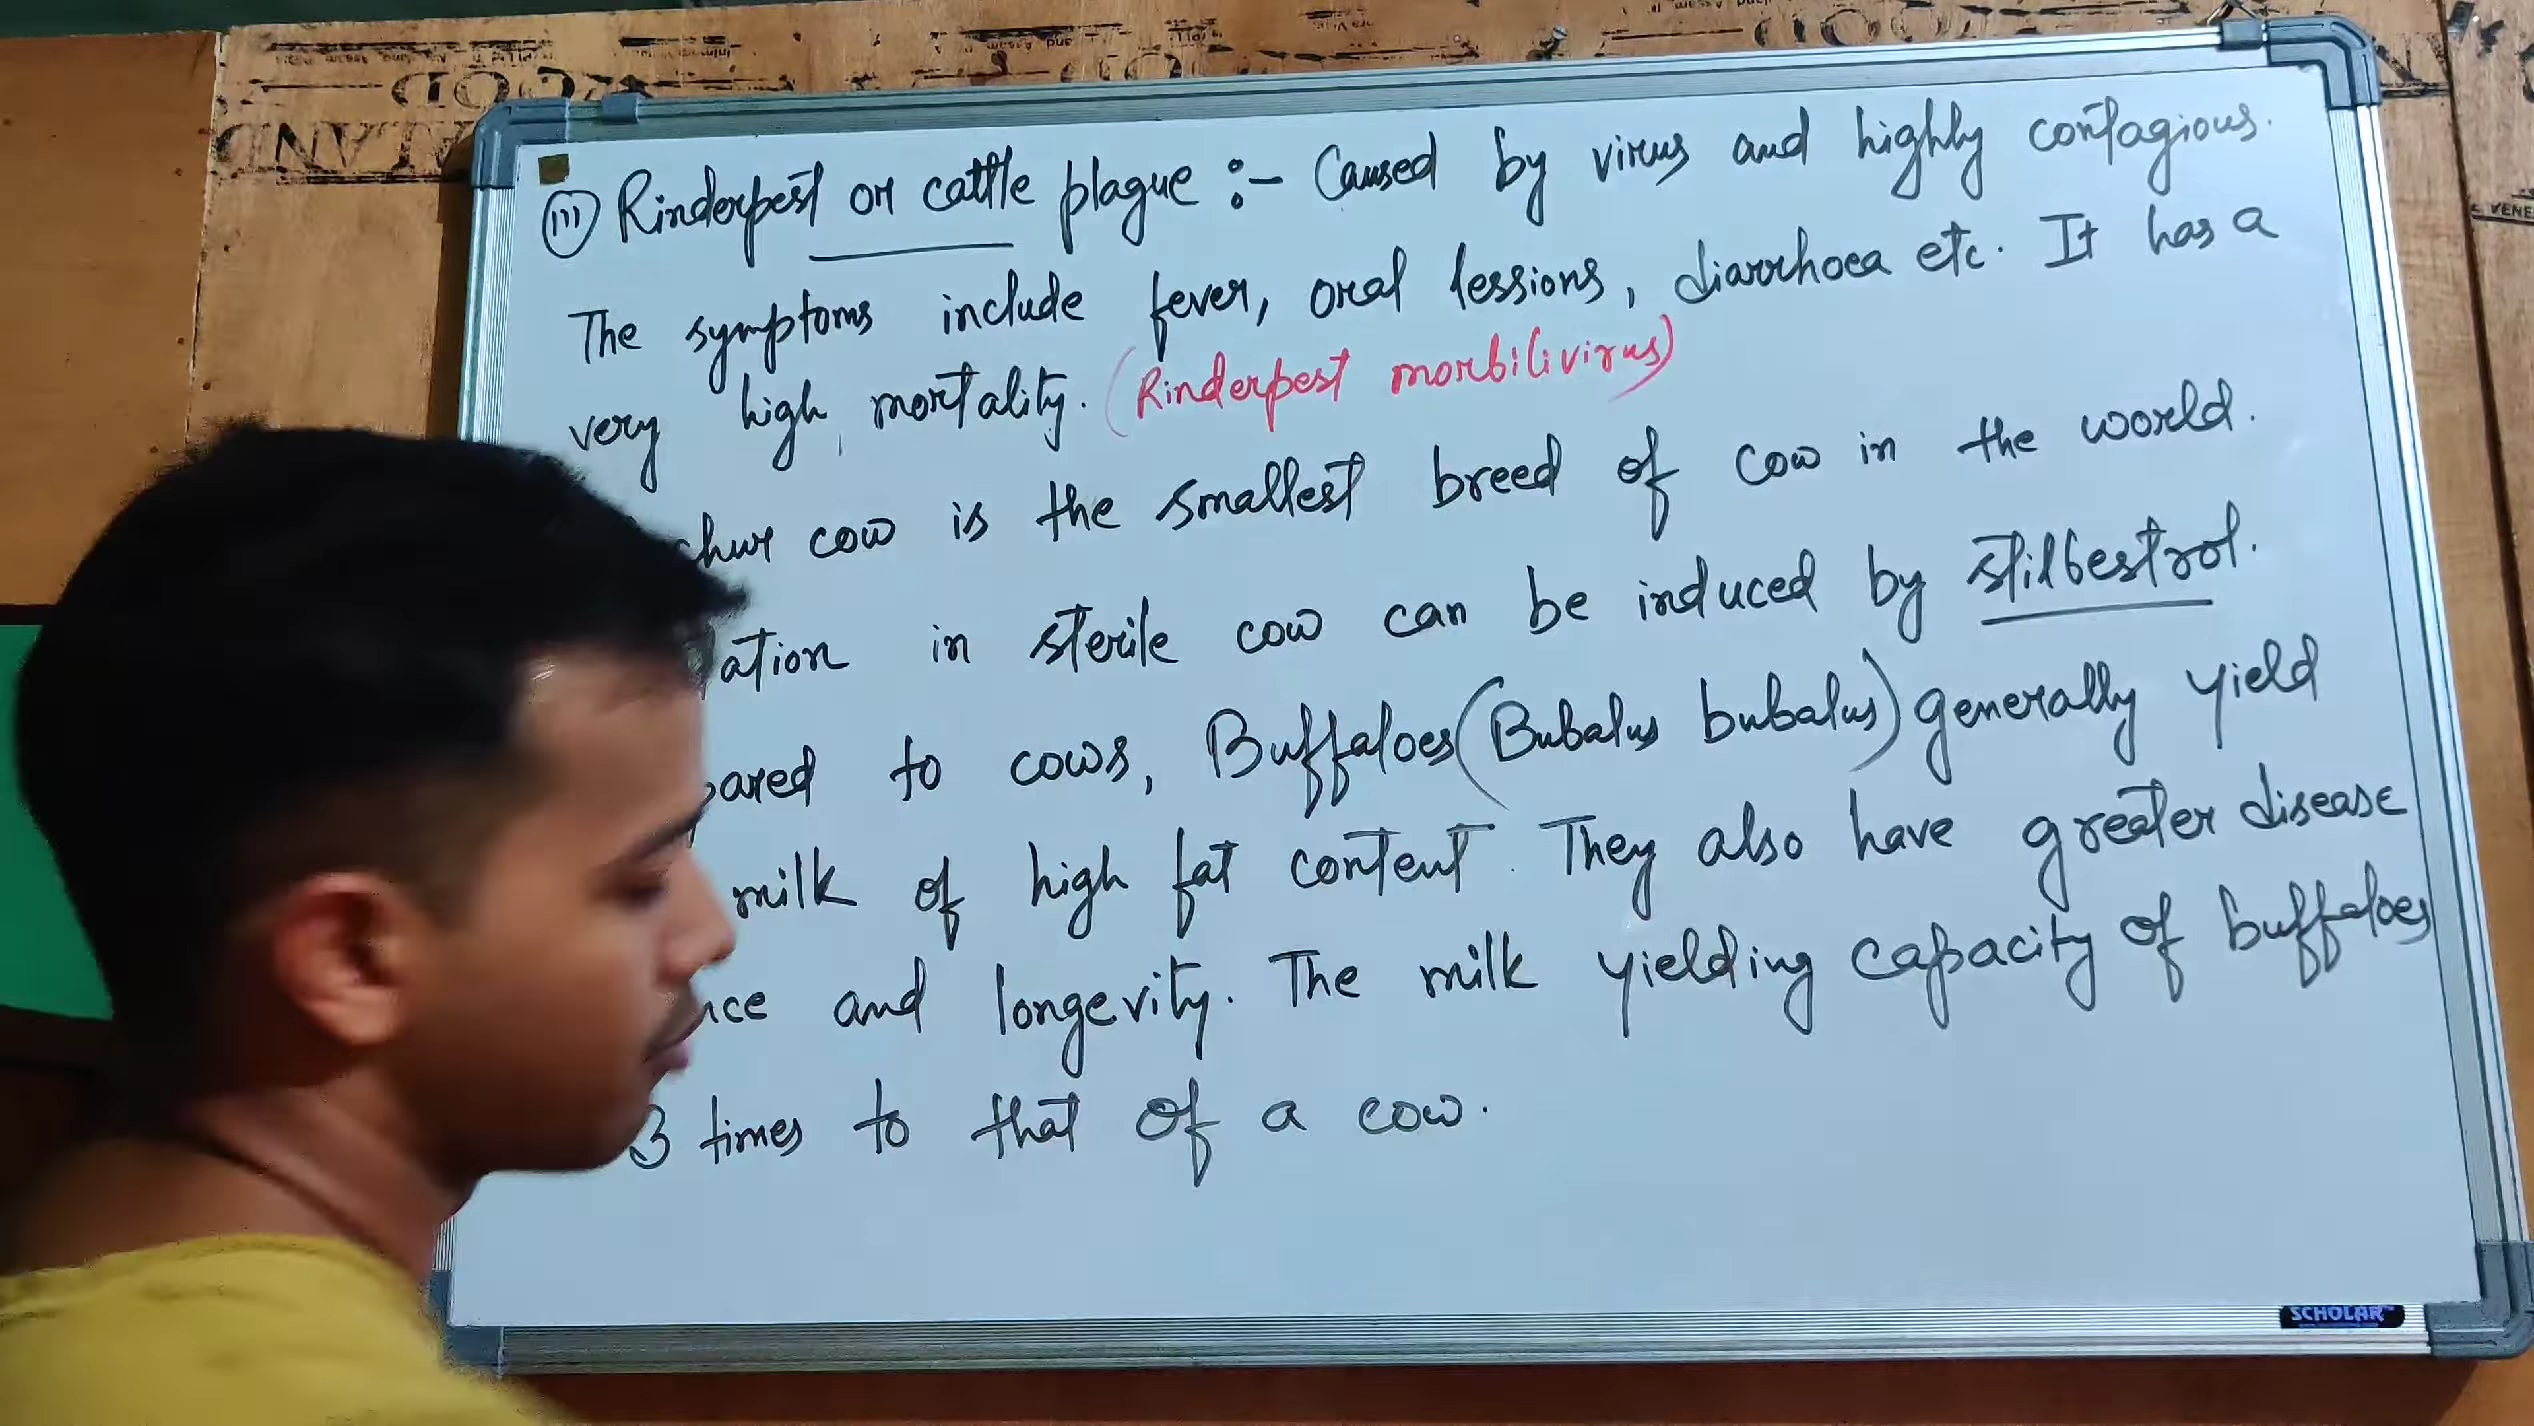 (iii) Rinderpest or cattle plague :- Caused by virus and highly contagious.
The symptoms include fever, oral lessions, diarrhoea etc. It has a
very high mortality. (Rinderpest morbilivirus)
chur cow is the smallest breed of cow in the world.
ation in sterile cow can be induced by stilbestrol.
pared to cows, Buffaloes (Bubalus bubalus) generally yield
milk of high fat content. They also have greater disease
nce and longevity. The milk yielding capacity of buffaloes
3 times to that of a cow.
SCHOLAR